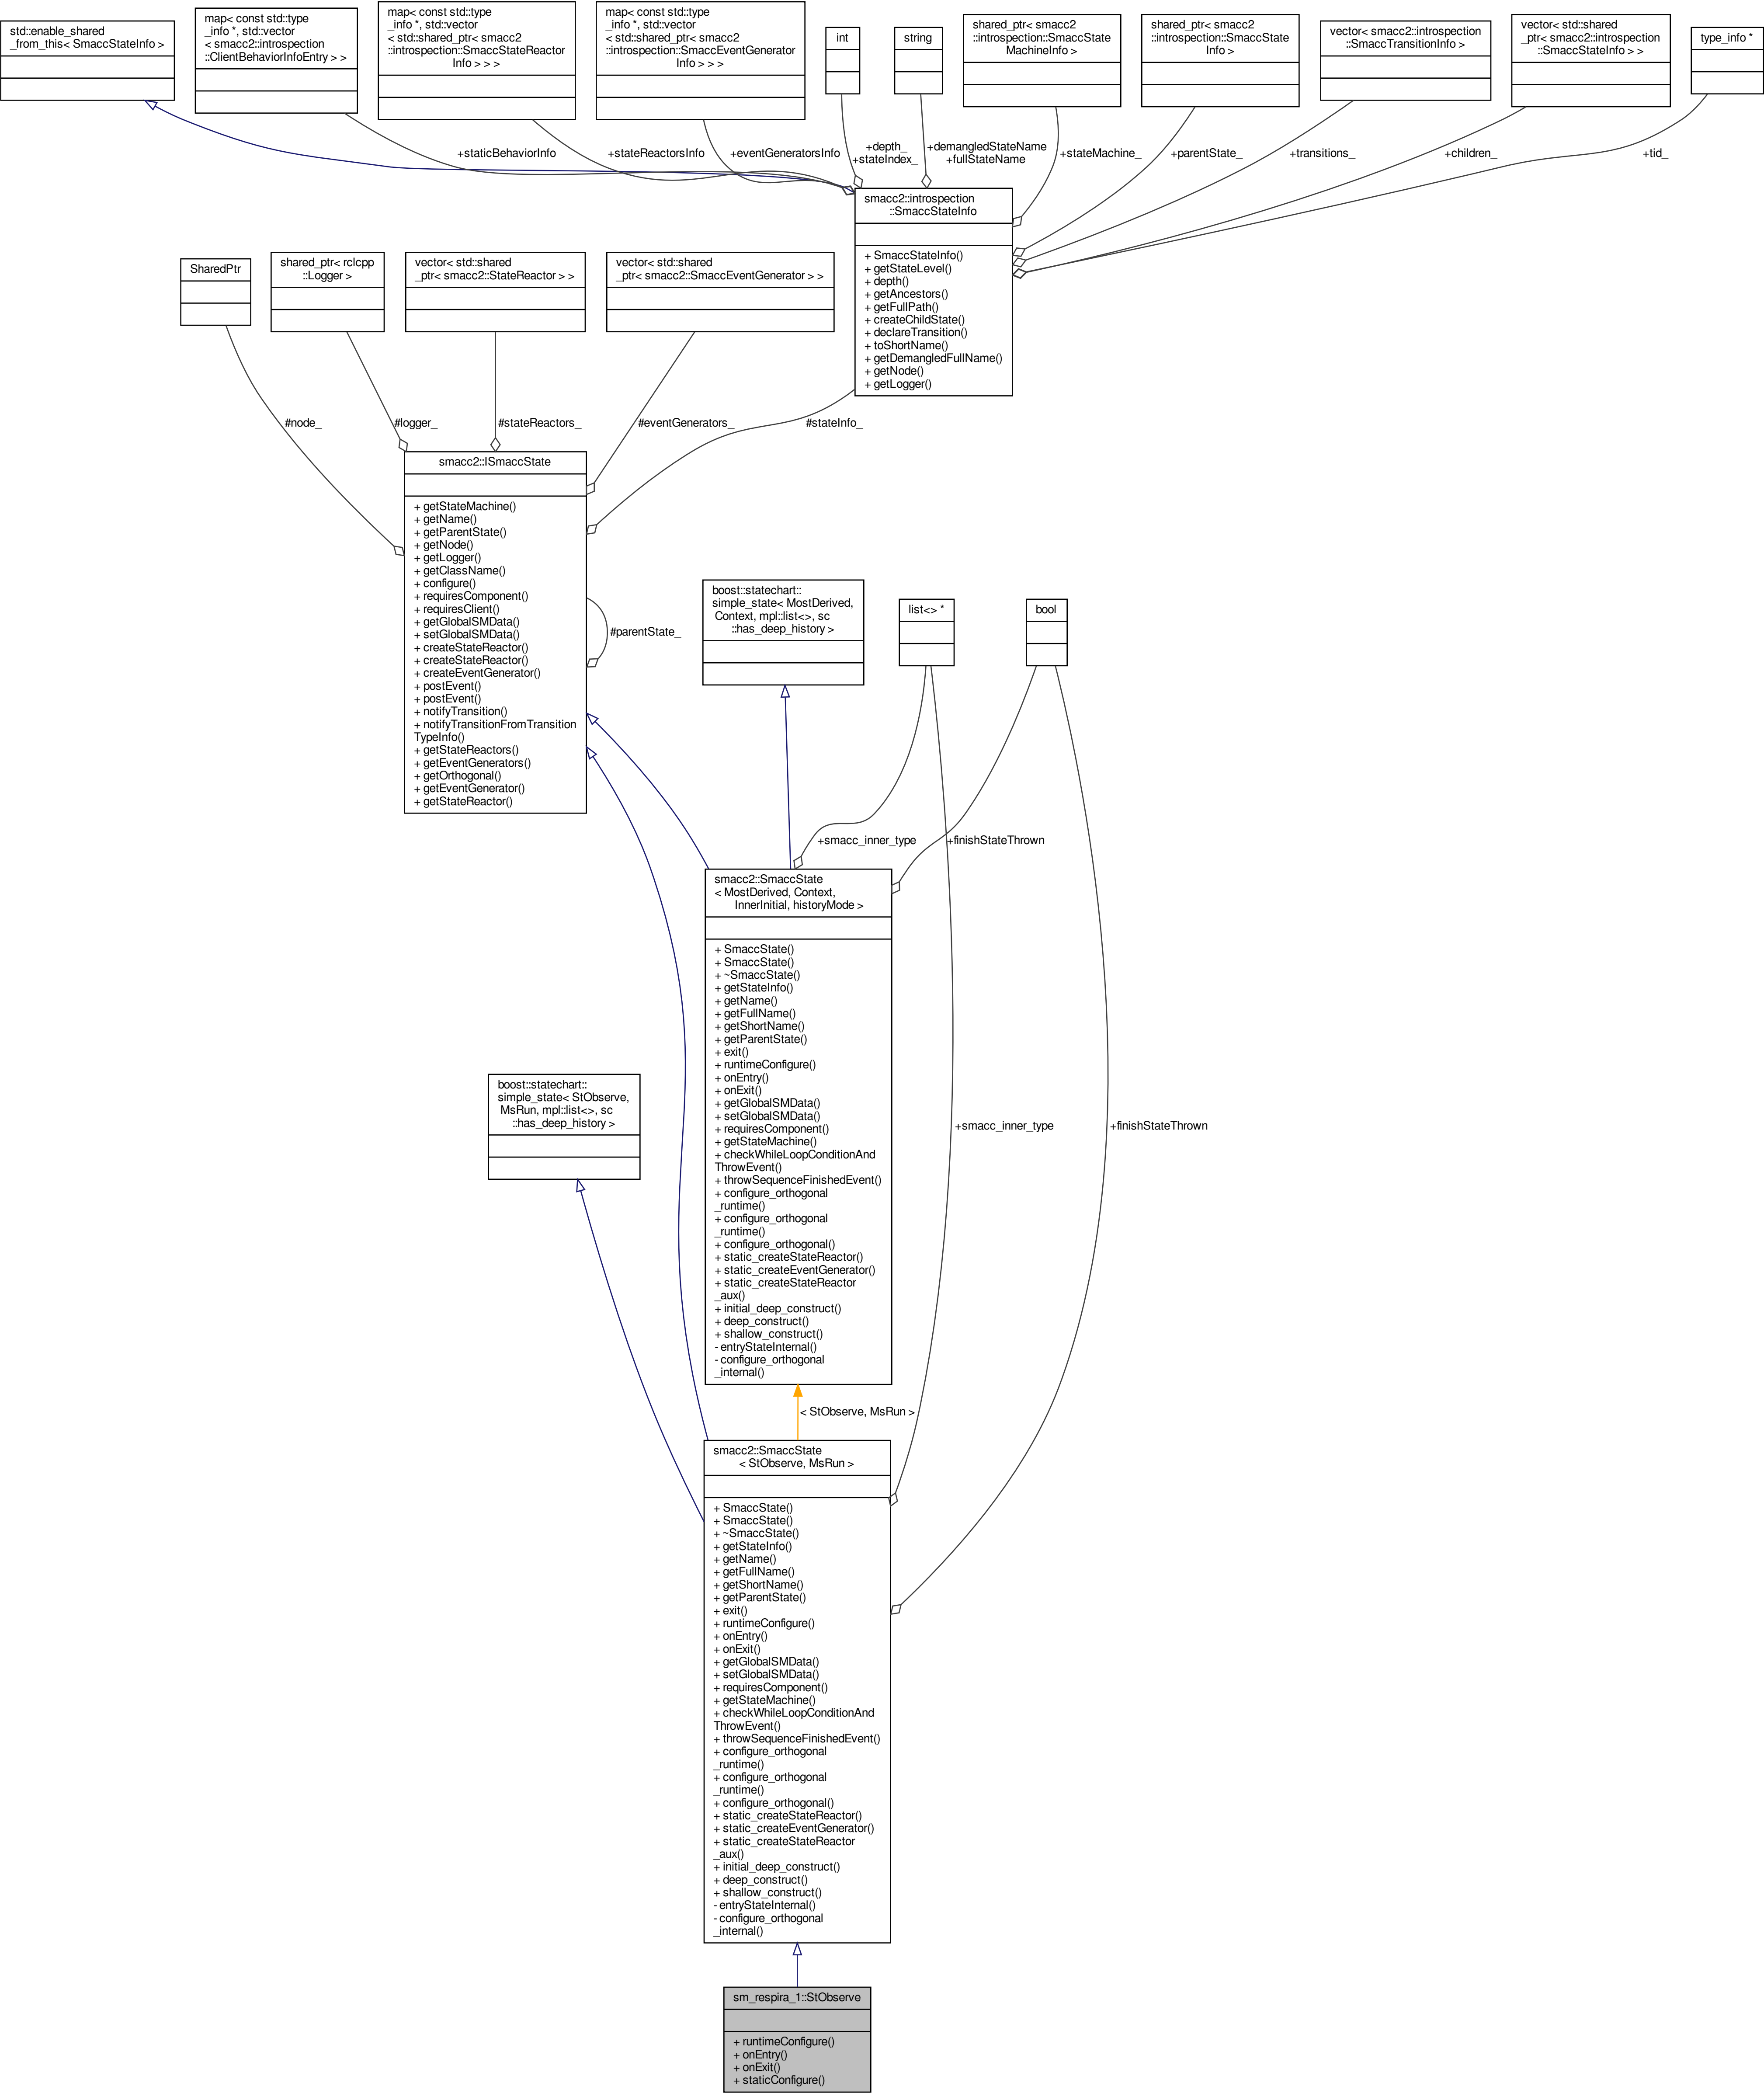 std::enable_shared
_from_this< SmaccStateInfo >
map< const std::type
_info *, std::vector
< smacc2::introspection
::ClientBehaviorInfoEntry > >
map< const std::type
_info *, std::vector
< std::shared_ptr< smacc2
::introspection::SmaccStateReactor
Info > > >
map< const std::type
_info *, std::vector
< std::shared_ptr< smacc2
::introspection::SmaccEventGenerator
Info > > >
int
string
shared_ptr< smacc2
::introspection::SmaccState
MachineInfo >
shared_ptr< smacc2
::introspection::SmaccState
Info >
vector< smacc2::introspection
::SmaccTransitionInfo >
vector< std::shared
_ptr< smacc2::introspection
::SmaccStateInfo > >
type_info *
+staticBehaviorInfo
+stateReactorsInfo
+eventGeneratorsInfo
+depth_
+stateIndex_
+demangledStateName
+fullStateName
+stateMachine_
+parentState_
+transitions_
+children_
+tid_
smacc2::introspection
::SmaccStateInfo
+ SmaccStateInfo()
+ getStateLevel()
+ depth()
+ getAncestors()
+ getFullPath()
+ createChildState()
+ declareTransition()
+ toShortName()
+ getDemangledFullName()
+ getNode()
+ getLogger()
SharedPtr
shared_ptr< rclcpp
::Logger >
vector< std::shared
_ptr< smacc2::StateReactor > >
vector< std::shared
_ptr< smacc2::SmaccEventGenerator > >
#node_
#logger_
#stateReactors_
#eventGenerators_
#stateInfo_
smacc2::ISmaccState
+ getStateMachine()
+ getName()
+ getParentState()
+ getNode()
+ getLogger()
+ getClassName()
+ configure()
+ requiresComponent()
+ requiresClient()
+ getGlobalSMData()
+ setGlobalSMData()
+ createStateReactor()
+ createStateReactor()
+ createEventGenerator()
+ postEvent()
+ postEvent()
+ notifyTransition()
+ notifyTransitionFromTransition
TypeInfo()
+ getStateReactors()
+ getEventGenerators()
+ getOrthogonal()
+ getEventGenerator()
+ getStateReactor()
#parentState_
boost::statechart::
simple_state< MostDerived,
Context, mpl::list<>, sc
::has_deep_history >
list<> *
bool
+smacc_inner_type
+finishStateThrown
smacc2::SmaccState
< MostDerived, Context,
InnerInitial, historyMode >
+ SmaccState()
+ SmaccState()
+ ~SmaccState()
+ getStateInfo()
+ getName()
+ getFullName()
+ getShortName()
+ getParentState()
+ exit()
+ runtimeConfigure()
+ onEntry()
+ onExit()
+ getGlobalSMData()
+ setGlobalSMData()
+ requiresComponent()
+ getStateMachine()
+ checkWhileLoopConditionAnd
ThrowEvent()
+ throwSequenceFinishedEvent()
+ configure_orthogonal
_runtime()
+ configure_orthogonal
_runtime()
+ configure_orthogonal()
+ static_createStateReactor()
+ static_createEventGenerator()
+ static_createStateReactor
_aux()
+ initial_deep_construct()
+ deep_construct()
+ shallow_construct()
- entryStateInternal()
- configure_orthogonal
_internal()
boost::statechart::
simple_state< StObserve,
MsRun, mpl::list<>, sc
::has_deep_history >
+smacc_inner_type
+finishStateThrown
< StObserve, MsRun >
smacc2::SmaccState
< StObserve, MsRun >
+ SmaccState()
+ SmaccState()
+ ~SmaccState()
+ getStateInfo()
+ getName()
+ getFullName()
+ getShortName()
+ getParentState()
+ exit()
+ runtimeConfigure()
+ onEntry()
+ onExit()
+ getGlobalSMData()
+ setGlobalSMData()
+ requiresComponent()
+ getStateMachine()
+ checkWhileLoopConditionAnd
ThrowEvent()
+ throwSequenceFinishedEvent()
+ configure_orthogonal
_runtime()
+ configure_orthogonal
_runtime()
+ configure_orthogonal()
+ static_createStateReactor()
+ static_createEventGenerator()
+ static_createStateReactor
_aux()
+ initial_deep_construct()
+ deep_construct()
+ shallow_construct()
- entryStateInternal()
- configure_orthogonal
_internal()
sm_respira_1::StObserve
+ runtimeConfigure()
+ onEntry()
+ onExit()
+ staticConfigure()